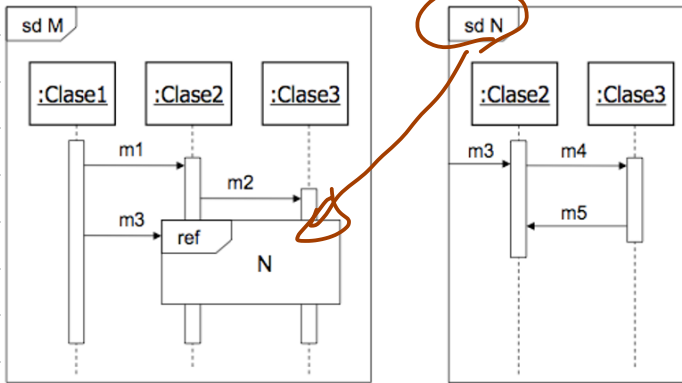 sd M
:Clase1
:Clase2
:Clase3
m1
m2
m3
ref
N
sd N
:Clase2
:Clase3
m3
m4
m5